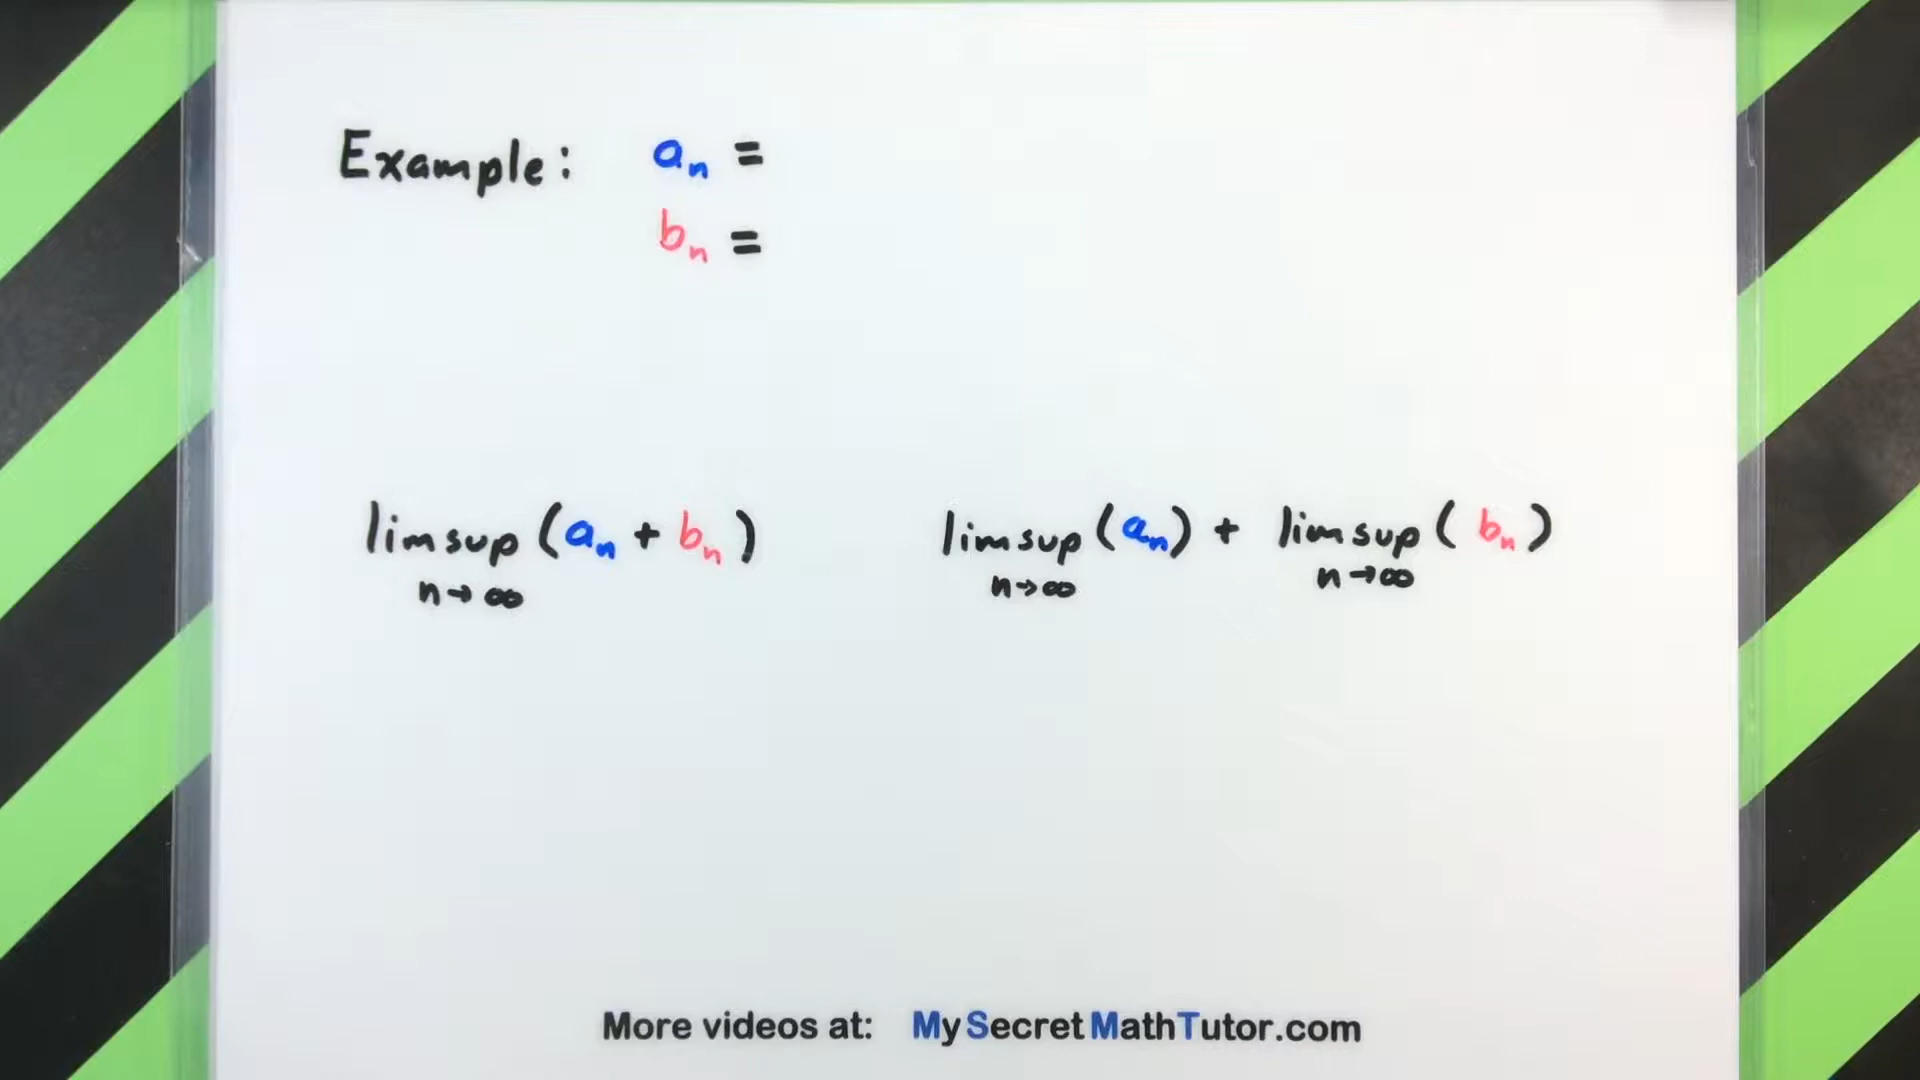 Example: aₙ =
bₙ =
lim sup (aₙ + bₙ) lim sup (aₙ) + lim sup (bₙ)
n→∞ n→∞ n→∞
More videos at: MySecretMathTutor.com